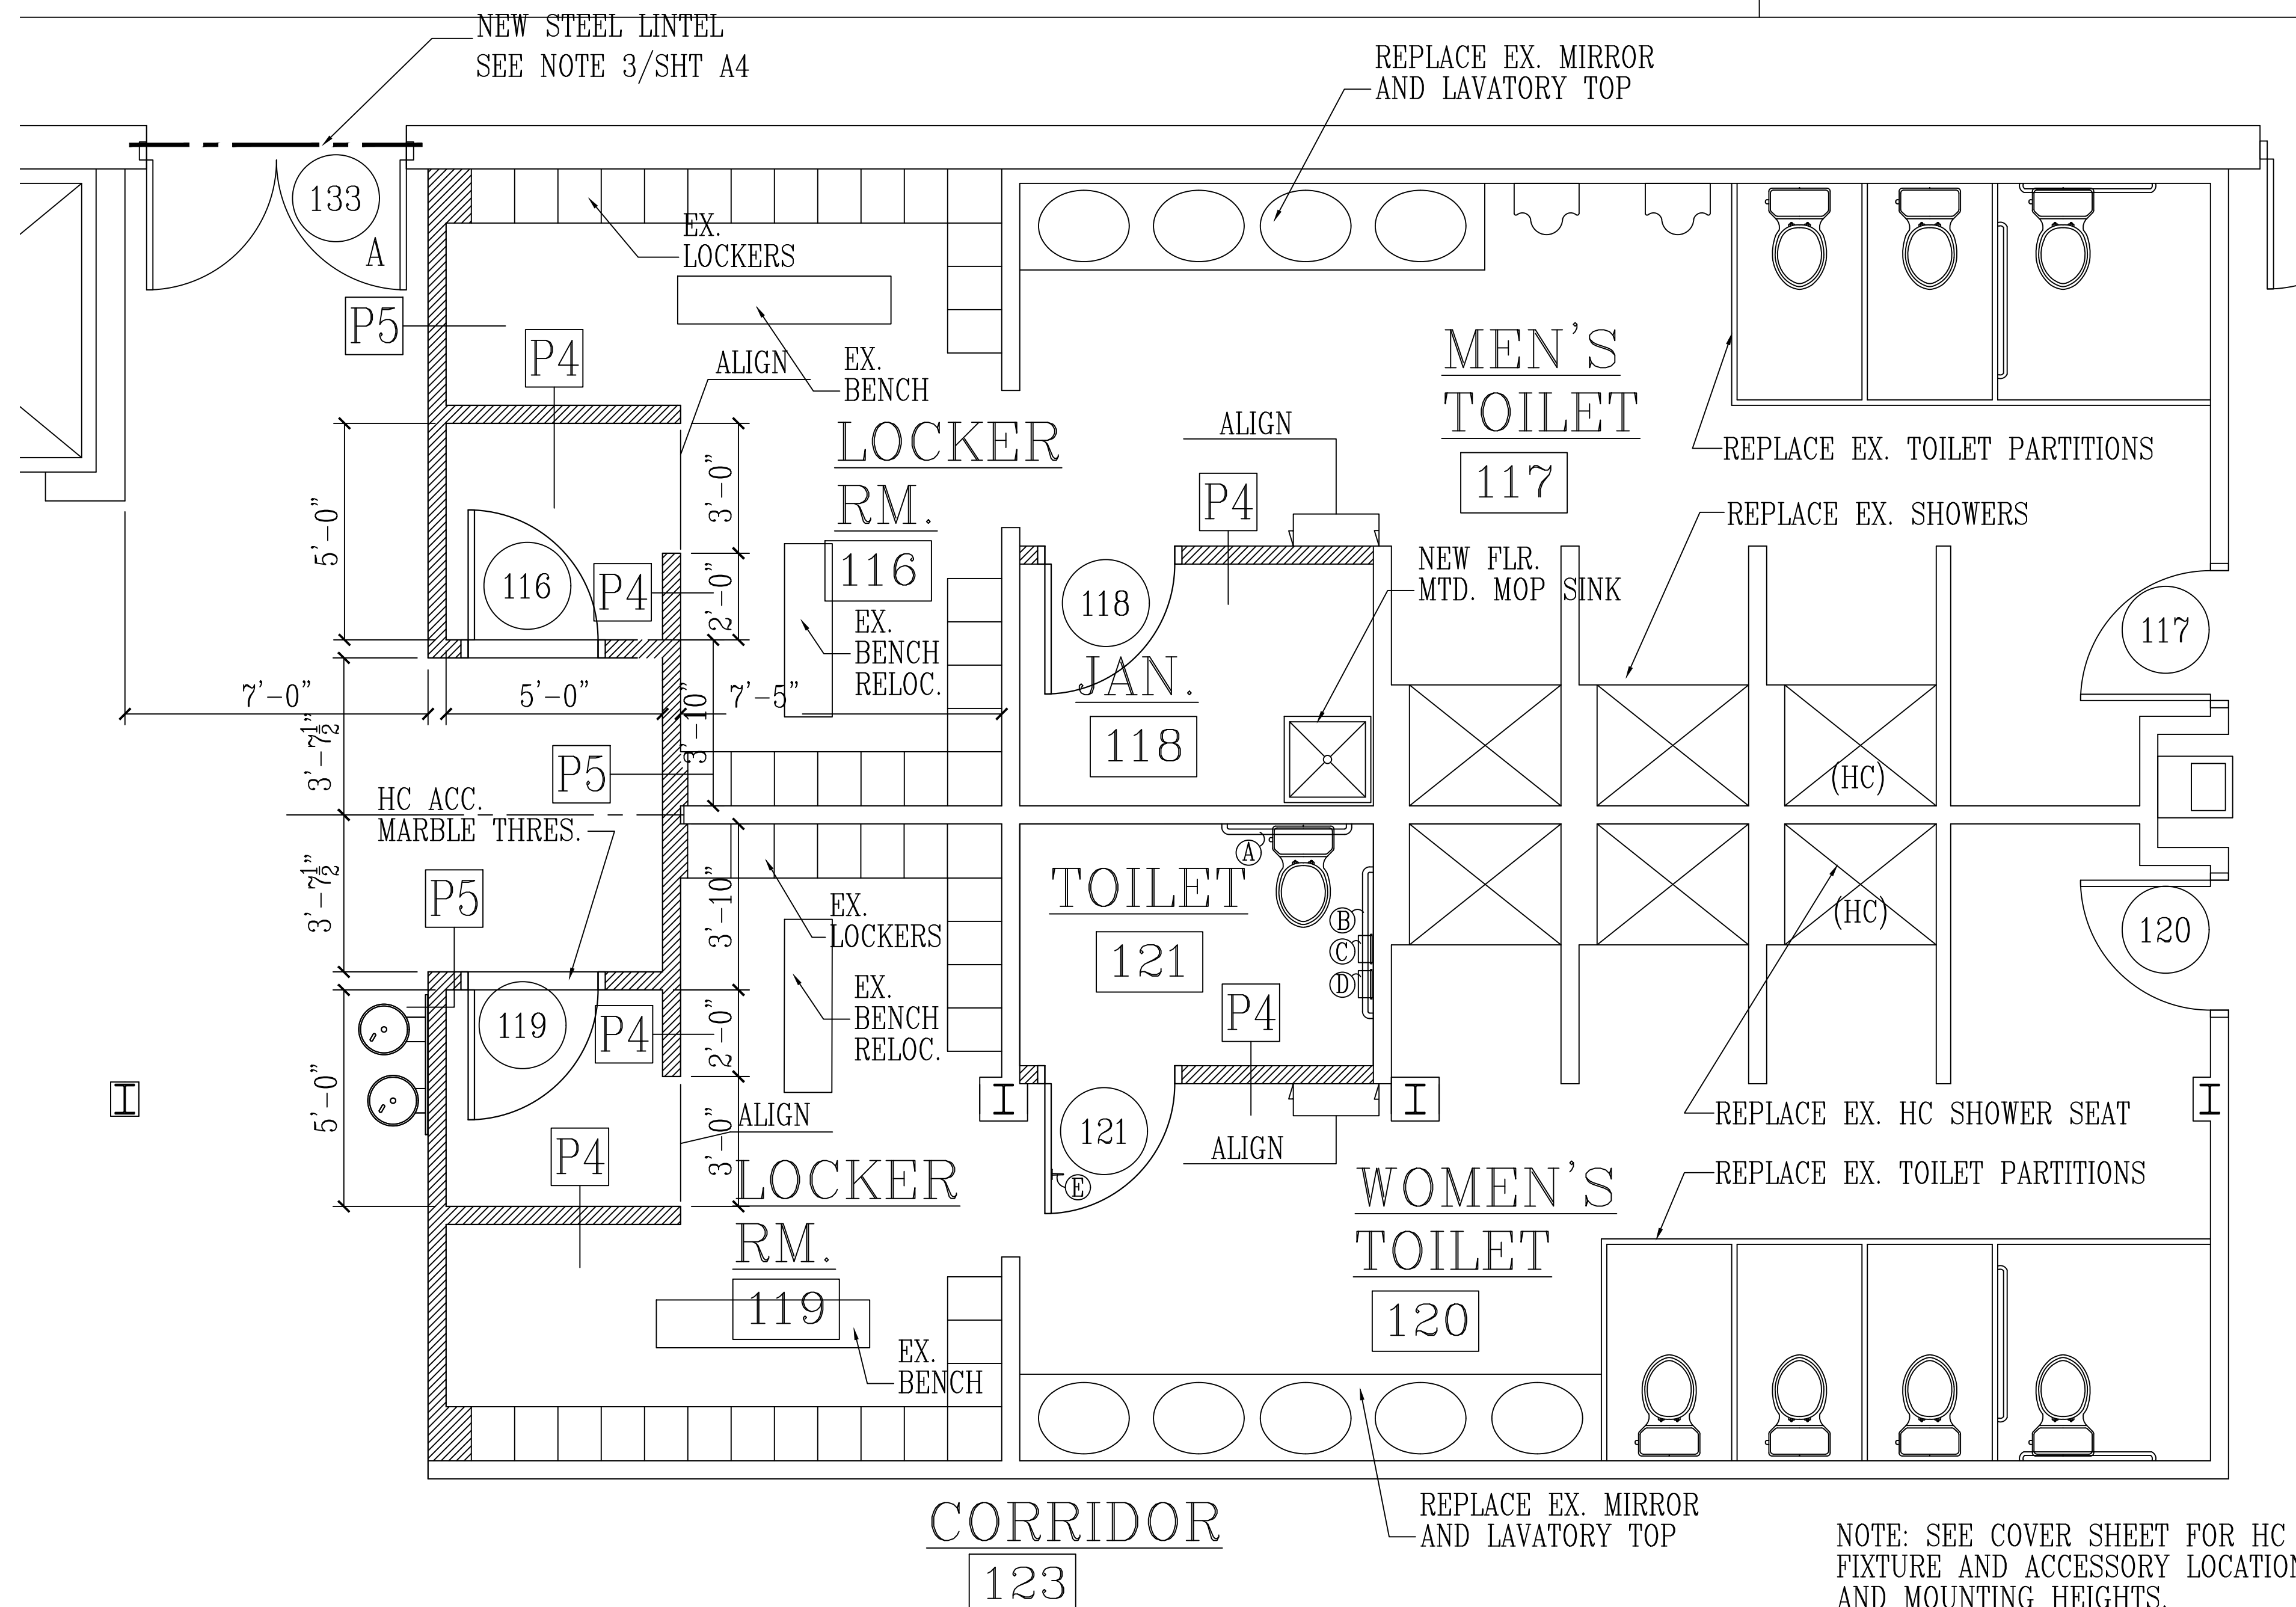 NEW STEEL LINTEL
SEE NOTE 3/SHT A4
REPLACE EX. MIRROR
AND LAVATORY TOP
133
A
EX.
LOCKERS
P5
P4
ALIGN
EX.
BENCH
LOCKER
RM.
116
MEN'S
TOILET
117
ALIGN
P4
REPLACE EX. TOILET PARTITIONS
REPLACE EX. SHOWERS
5'-0"
3'-0"
2'-0"
116
P4
118
NEW FLR.
MTD. MOP SINK
EX.
BENCH
RELOC.
JAN.
118
117
7'-0"
5'-0"
7'-5"
3'-7½"
3'-10"
P5
(HC)
HC ACC.
MARBLE THRES.
3'-7½"
3'-10"
P5
EX.
LOCKERS
TOILET
121
A
B
C
D
(HC)
120
119
P4
2'-0"
EX.
BENCH
RELOC.
P4
5'-0"
3'-0"
ALIGN
P4
I
I
I
I
121
E
ALIGN
REPLACE EX. HC SHOWER SEAT
REPLACE EX. TOILET PARTITIONS
LOCKER
RM.
119
WOMEN'S
TOILET
120
EX.
BENCH
CORRIDOR
123
REPLACE EX. MIRROR
AND LAVATORY TOP
NOTE: SEE COVER SHEET FOR HC
FIXTURE AND ACCESSORY LOCATION
AND MOUNTING HEIGHTS.